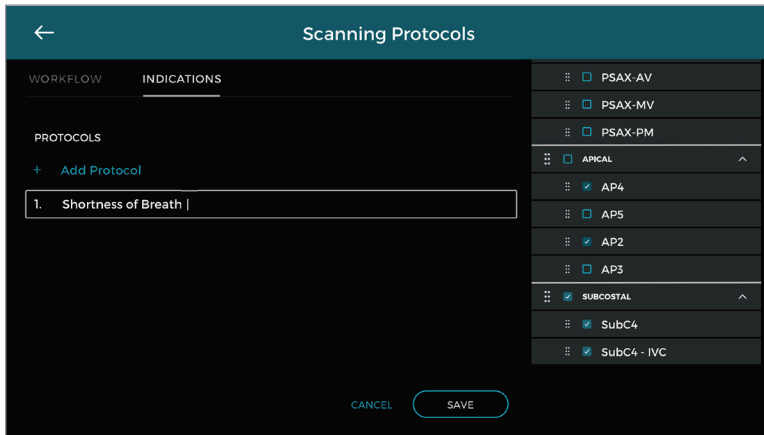 Scanning Protocols
WORKFLOW INDICATIONS
PROTOCOLS
+ Add Protocol
1. Shortness of Breath
CANCEL SAVE
PSAX-AV
PSAX-MV
PSAX-PM
APICAL
AP4
AP5
AP2
AP3
SUBCOSTAL
SubC4
SubC4 - IVC